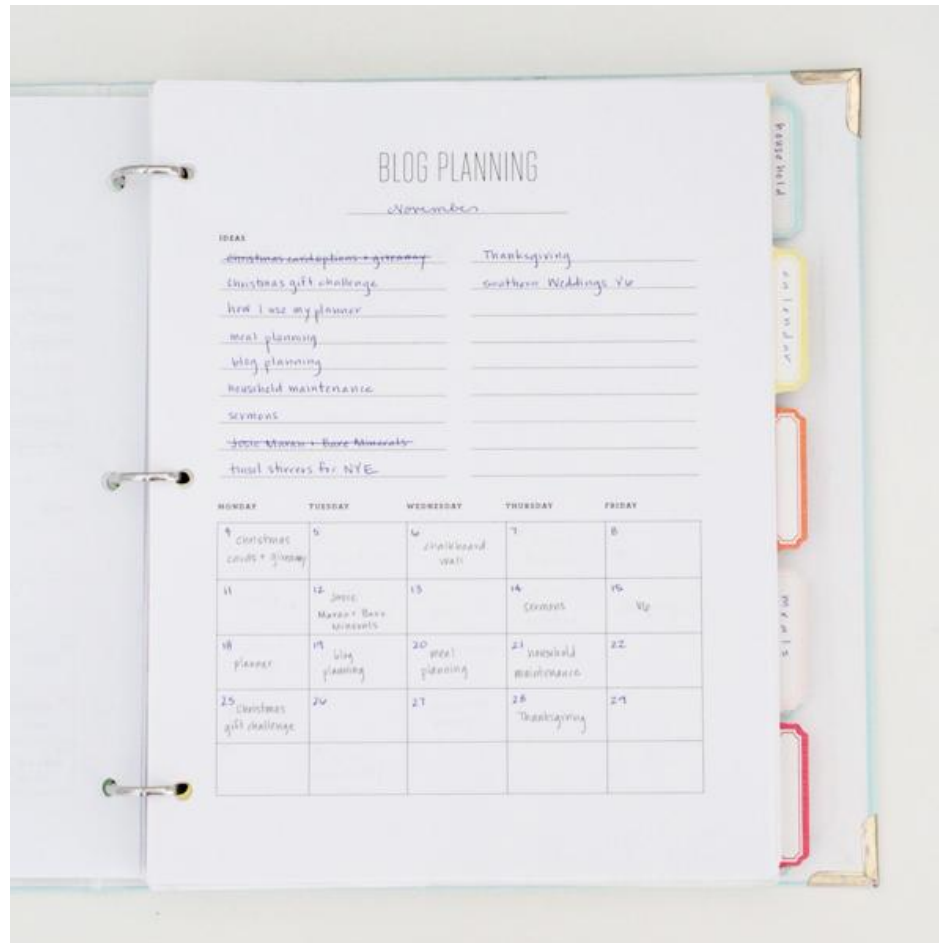 BLOG PLANNING
November
IDEAS
Christmas card options + giveaway
Christmas gift challenge
how I use my planner
meal planning
blog planning
household maintenance
sermons
Josie Maran + Bare Minerals
tinsel stirrers for NYE
Thanksgiving
Southern Weddings V6
MONDAY TUESDAY WEDNESDAY THURSDAY FRIDAY
4 Christmas
cards + giveaway
5
6
chalkboard
wall
7
8
11
12 Josie
Maran + Bare
Minerals
13
14
sermons
15
V6
18
planner
19
blog
planning
20
meal
planning
21 household
maintenance
22
25 Christmas
gift challenge
26
27
28
Thanksgiving
29
household
calendar
meals